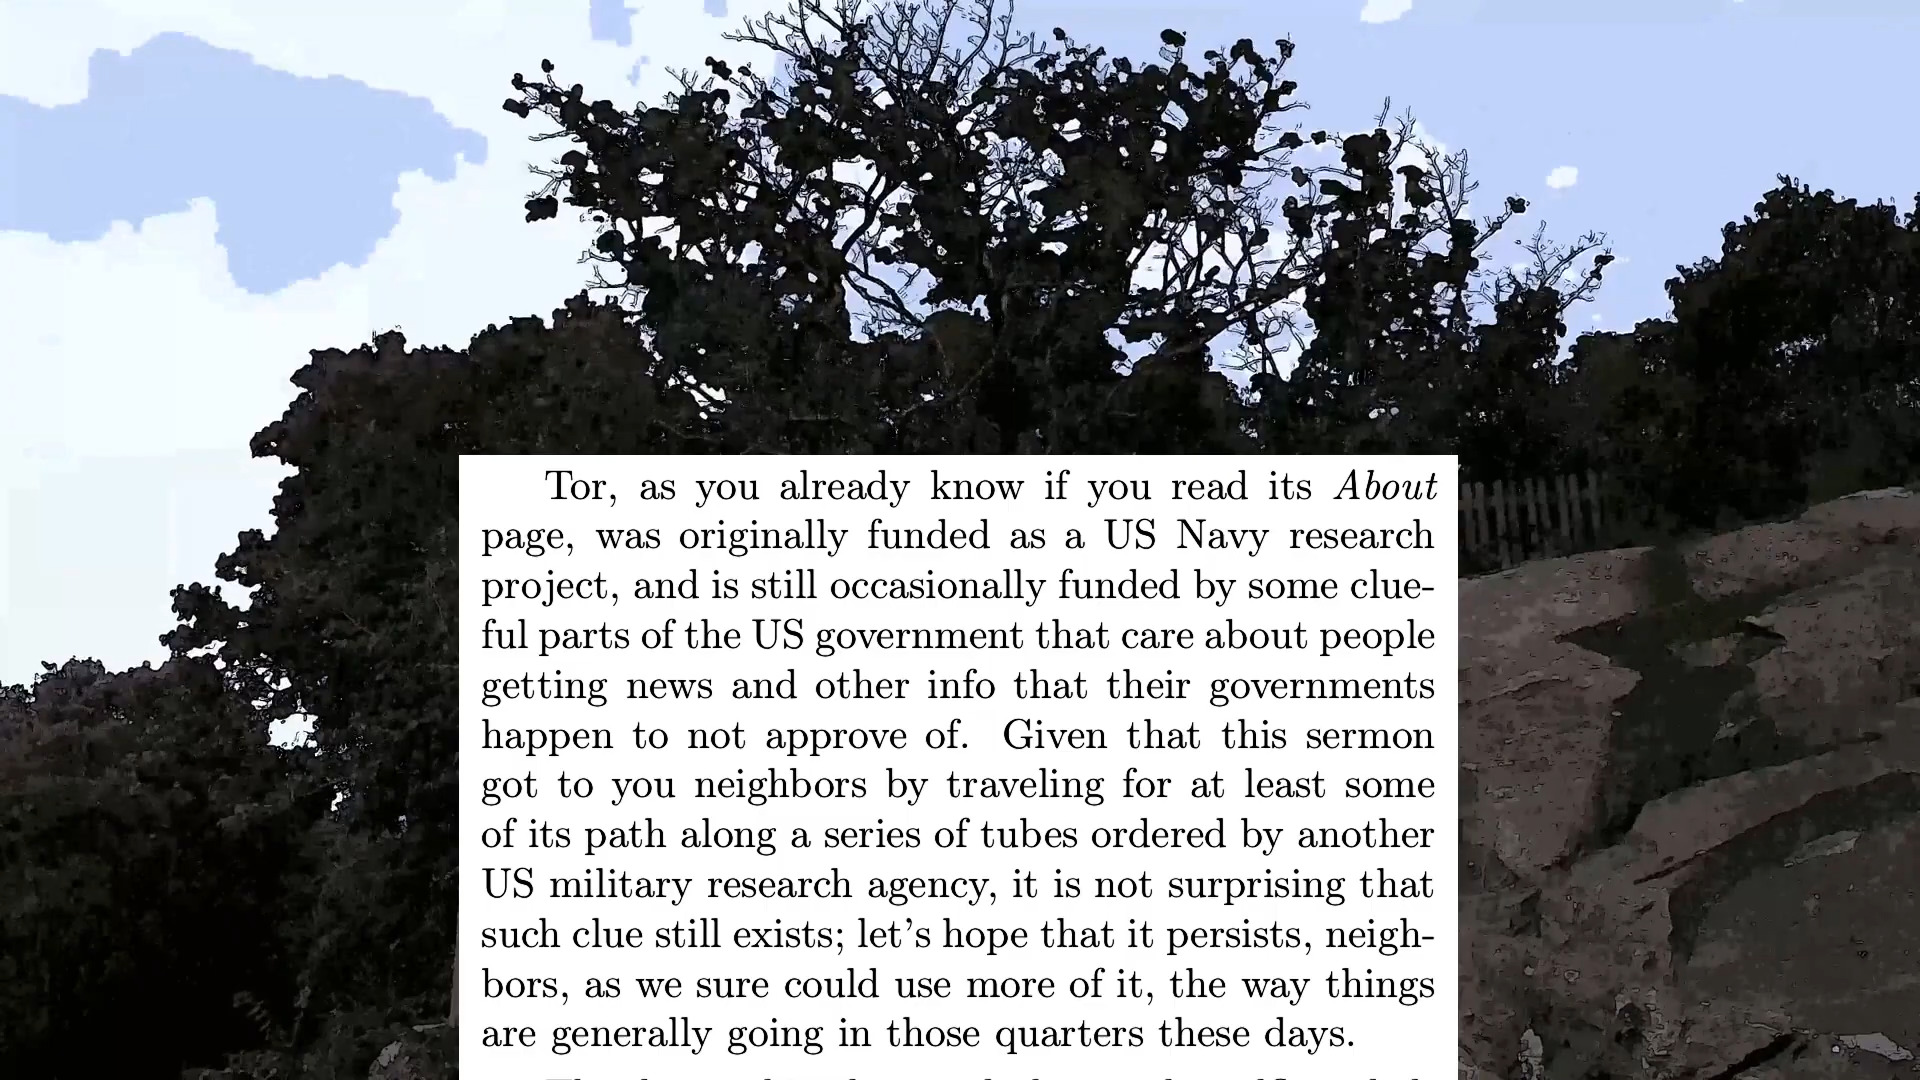 Tor, as you already know if you read its About
page, was originally funded as a US Navy research
project, and is still occasionally funded by some clue-
ful parts of the US government that care about people
getting news and other info that their governments
happen to not approve of. Given that this sermon
got to you neighbors by traveling for at least some
of its path along a series of tubes ordered by another
US military research agency, it is not surprising that
such clue still exists; let's hope that it persists, neigh-
bors, as we sure could use more of it, the way things
are generally going in those quarters these days.